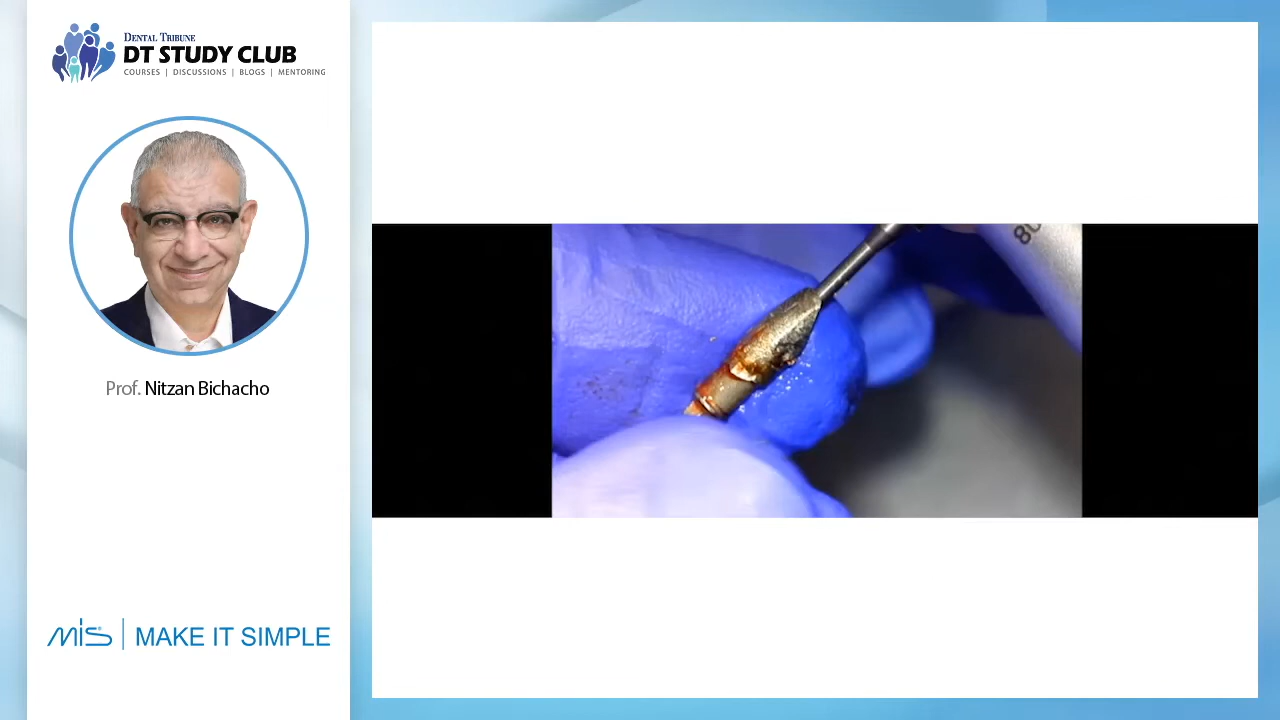 DENTAL TRIBUNE
DT STUDY CLUB
COURSES | DISCUSSIONS | BLOGS | MENTORING
Prof. Nitzan Bichacho
MIS® | MAKE IT SIMPLE